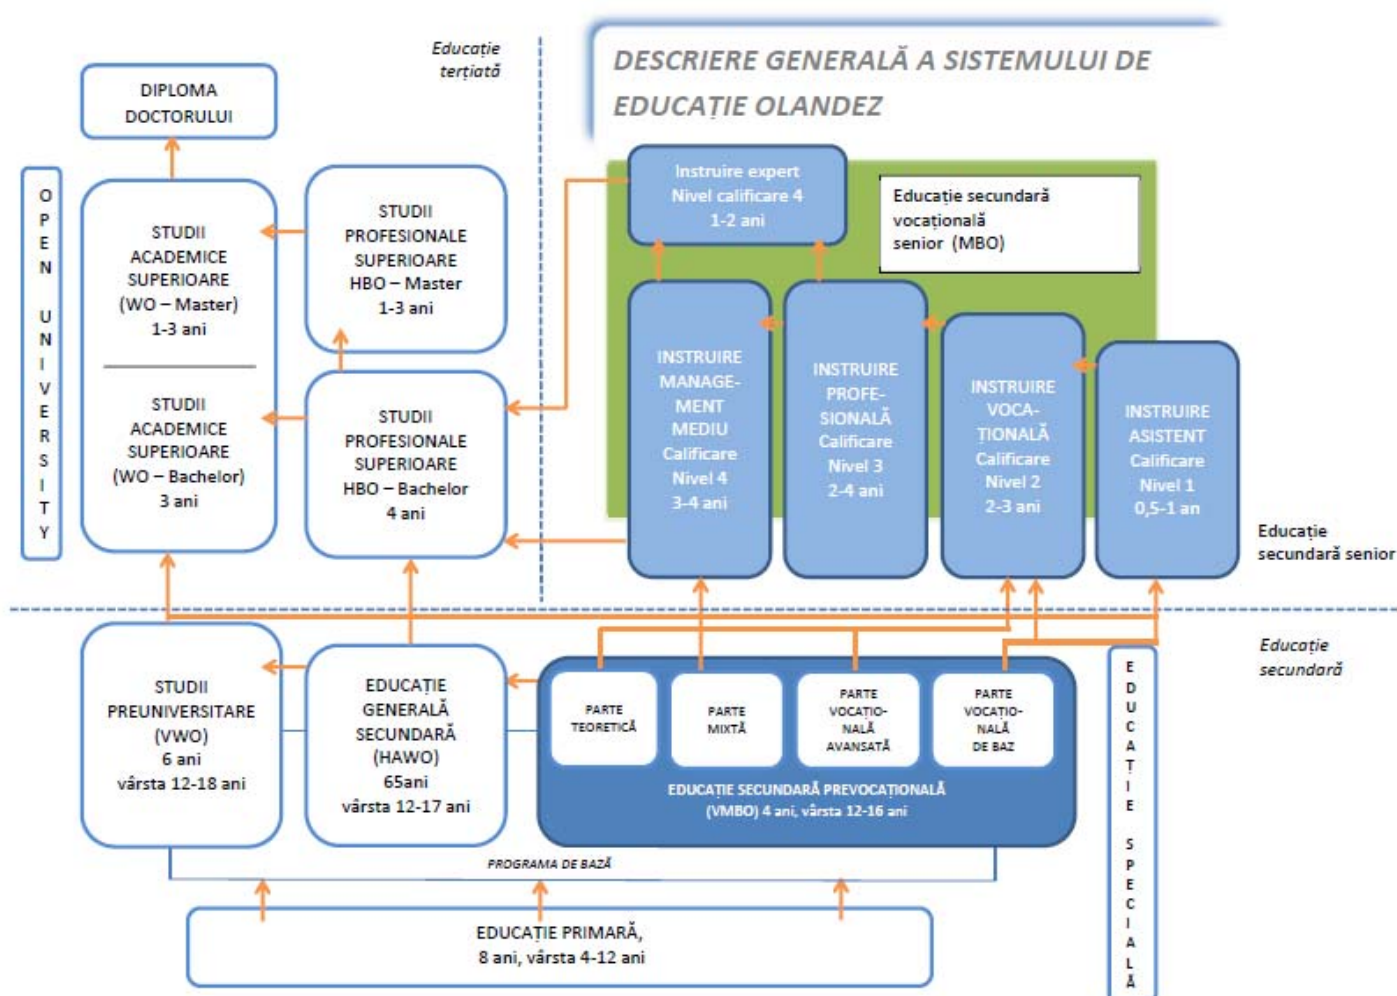 Educație
terțiată
DESCRIERE GENERALĂ A SISTEMULUI DE
EDUCAȚIE OLANDEZ
DIPLOMA
DOCTORULUI
OPEN UNIVERSITY
STUDII
ACADEMICE
SUPERIOARE
(WO – Master)
1-3 ani
STUDII
ACADEMICE
SUPERIOARE
(WO – Bachelor)
3 ani
STUDII
PROFESIONALE
SUPERIOARE
HBO – Master
1-3 ani
STUDII
PROFESIONALE
SUPERIOARE
HBO – Bachelor
4 ani
Instruire expert
Nivel calificare 4
1-2 ani
Educație secundară
vocațională
senior (MBO)
INSTRUIRE
MANAGE-
MENT
MEDIU
Calificare
Nivel 4
3-4 ani
INSTRUIRE
PROFE-
SIONALĂ
Calificare
Nivel 3
2-4 ani
INSTRUIRE
VOCA-
ȚIONALĂ
Calificare
Nivel 2
2-3 ani
INSTRUIRE
ASISTENT
Calificare
Nivel 1
0,5-1 an
Educație
secundară senior
Educație
secundară
STUDII
PREUNIVERSITARE
(VWO)
6 ani
vârsta 12-18 ani
EDUCAȚIE
GENERALĂ
SECUNDARĂ
(HAWO)
65ani
vârsta 12-17 ani
PARTE
TEORETICĂ
PARTE
MIXTĂ
PARTE
VOCAȚIO-
NALĂ
AVANSATĂ
PARTE
VOCAȚIO-
NALĂ
DE BAZ
EDUCAȚIE SECUNDARĂ PREVOCAȚIONALĂ
(VMBO) 4 ani, vârsta 12-16 ani
EDUCAȚIE SPECIALĂ
PROGRAMA DE BAZĂ
EDUCAȚIE PRIMARĂ,
8 ani, vârsta 4-12 ani